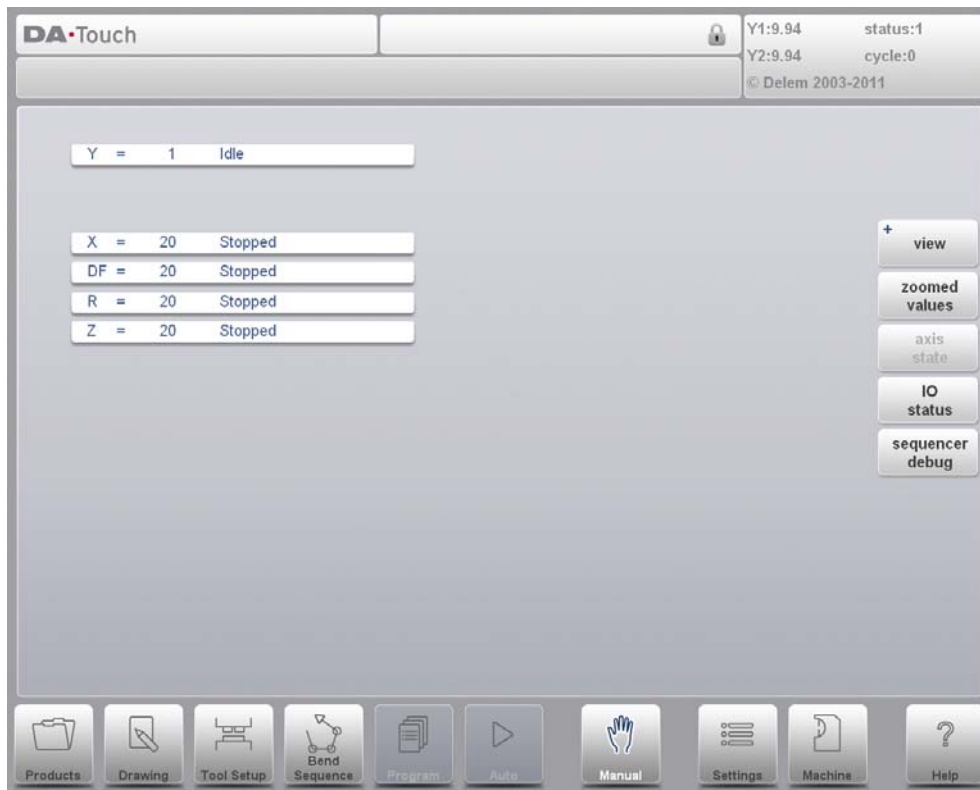 DA•Touch
Y1:9.94 status:1
Y2:9.94 cycle:0
© Delem 2003-2011
Y = 1 Idle
X = 20 Stopped
DF = 20 Stopped
R = 20 Stopped
Z = 20 Stopped
+ view
zoomed
values
axis
state
IO
status
sequencer
debug
Products
Drawing
Tool Setup
Bend
Sequence
Program
Auto
Manual
Settings
Machine
? Help